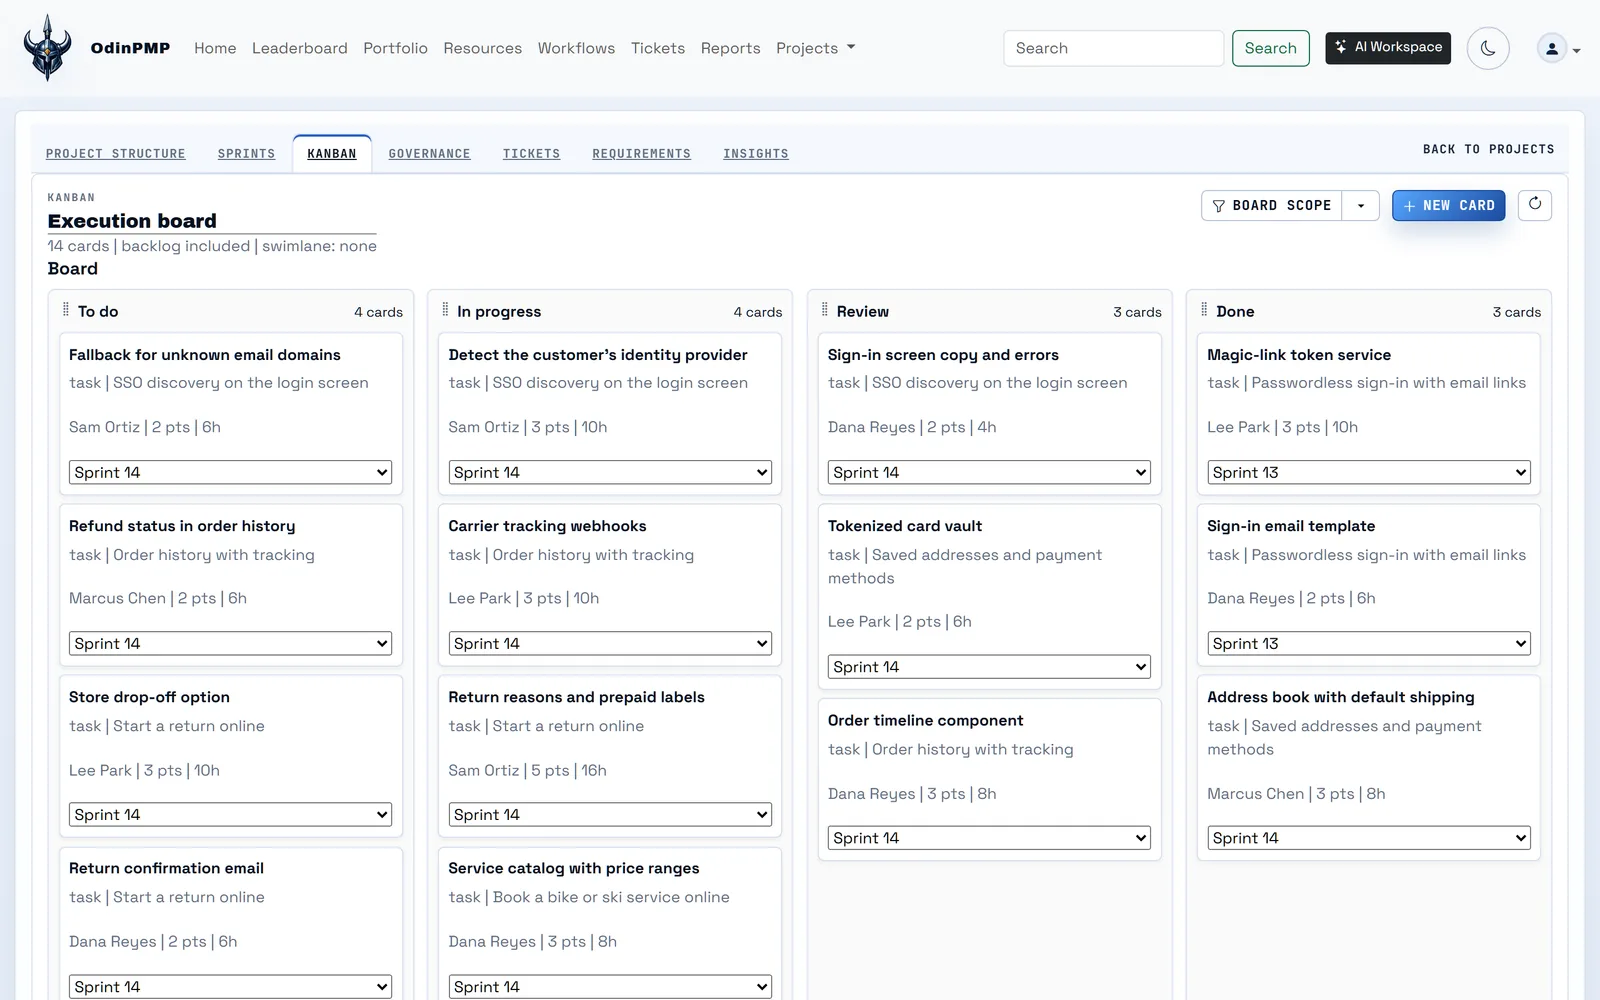 OdinPMP Home Leaderboard Portfolio Resources Workflows Tickets Reports Projects Search Search AI Workspace
PROJECT STRUCTURE SPRINTS KANBAN GOVERNANCE TICKETS REQUIREMENTS INSIGHTS BACK TO PROJECTS
KANBAN
Execution board
14 cards | backlog included | swimlane: none
BOARD SCOPE + NEW CARD
Board
To do 4 cards
Fallback for unknown email domains
task | SSO discovery on the login screen
Sam Ortiz | 2 pts | 6h
Sprint 14
Refund status in order history
task | Order history with tracking
Marcus Chen | 2 pts | 6h
Sprint 14
Store drop-off option
task | Start a return online
Lee Park | 3 pts | 10h
Sprint 14
Return confirmation email
task | Start a return online
Dana Reyes | 2 pts | 6h
Sprint 14
In progress 4 cards
Detect the customer's identity provider
task | SSO discovery on the login screen
Sam Ortiz | 3 pts | 10h
Sprint 14
Carrier tracking webhooks
task | Order history with tracking
Lee Park | 3 pts | 10h
Sprint 14
Return reasons and prepaid labels
task | Start a return online
Sam Ortiz | 5 pts | 16h
Sprint 14
Service catalog with price ranges
task | Book a bike or ski service online
Dana Reyes | 3 pts | 8h
Sprint 14
Review 3 cards
Sign-in screen copy and errors
task | SSO discovery on the login screen
Dana Reyes | 2 pts | 4h
Sprint 14
Tokenized card vault
task | Saved addresses and payment
methods
Lee Park | 2 pts | 6h
Sprint 14
Order timeline component
task | Order history with tracking
Dana Reyes | 3 pts | 8h
Sprint 14
Done 3 cards
Magic-link token service
task | Passwordless sign-in with email links
Lee Park | 3 pts | 10h
Sprint 13
Sign-in email template
task | Passwordless sign-in with email links
Dana Reyes | 2 pts | 6h
Sprint 13
Address book with default shipping
task | Saved addresses and payment
methods
Marcus Chen | 3 pts | 8h
Sprint 14